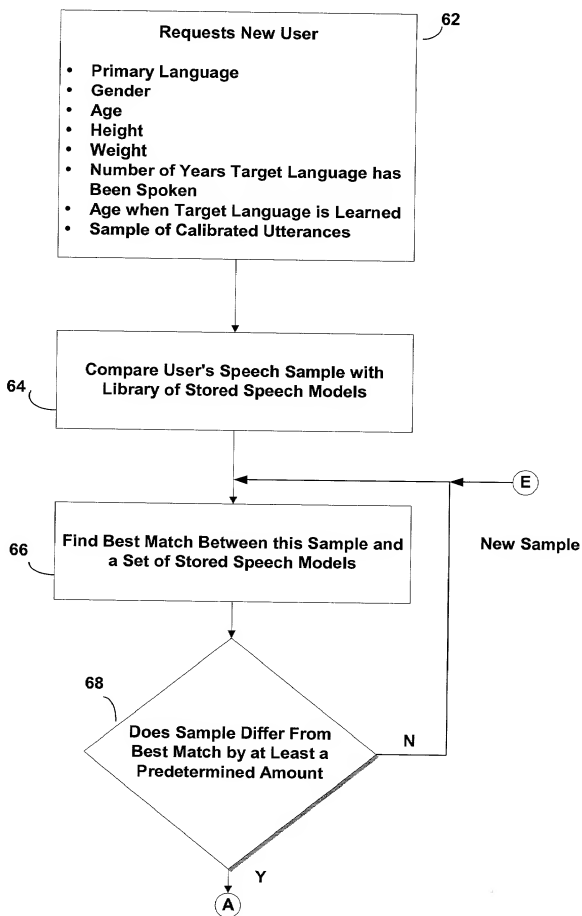 62
Requests New User
• Primary Language
• Gender
• Age
• Height
• Weight
• Number of Years Target Language has
Been Spoken
• Age when Target Language is Learned
• Sample of Calibrated Utterances
64
Compare User's Speech Sample with
Library of Stored Speech Models
E
New Sample
66
Find Best Match Between this Sample and
a Set of Stored Speech Models
68
Does Sample Differ From
Best Match by at Least a
Predetermined Amount
N
Y
A